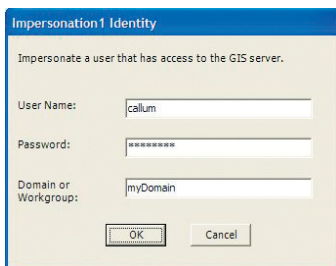 Impersonation1 Identity
Impersonate a user that has access to the GIS server.
User Name: callum
Password: ********
Domain or
Workgroup: myDomain
OK Cancel